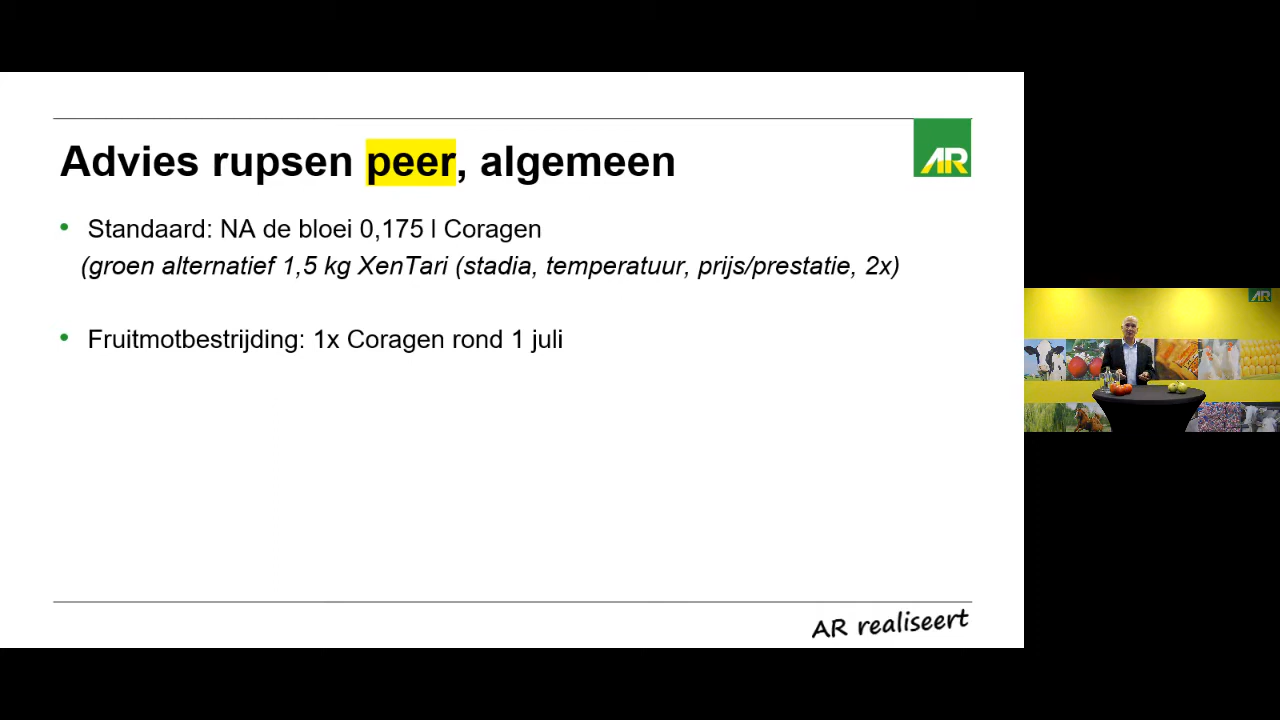 Advies rupsen peer, algemeen
AR
• Standaard: NA de bloei 0,175 l Coragen
(groen alternatief 1,5 kg XenTari (stadia, temperatuur, prijs/prestatie, 2x)
• Fruitmotbestrijding: 1x Coragen rond 1 juli
AR realiseert
AR